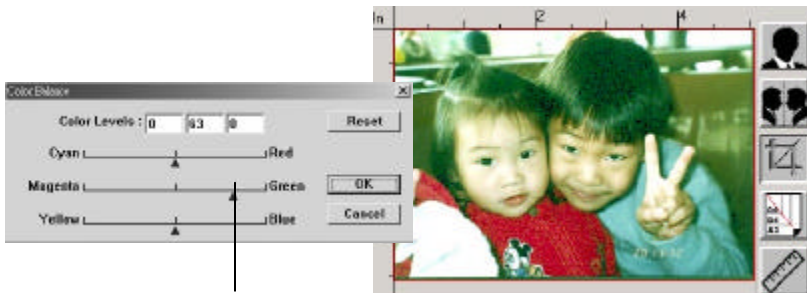 in 2 4
Color Balance
Color Levels : 0 63 0
Reset
Cyan Red
Magenta Green
OK
Yellow Blue
Cancel
A3